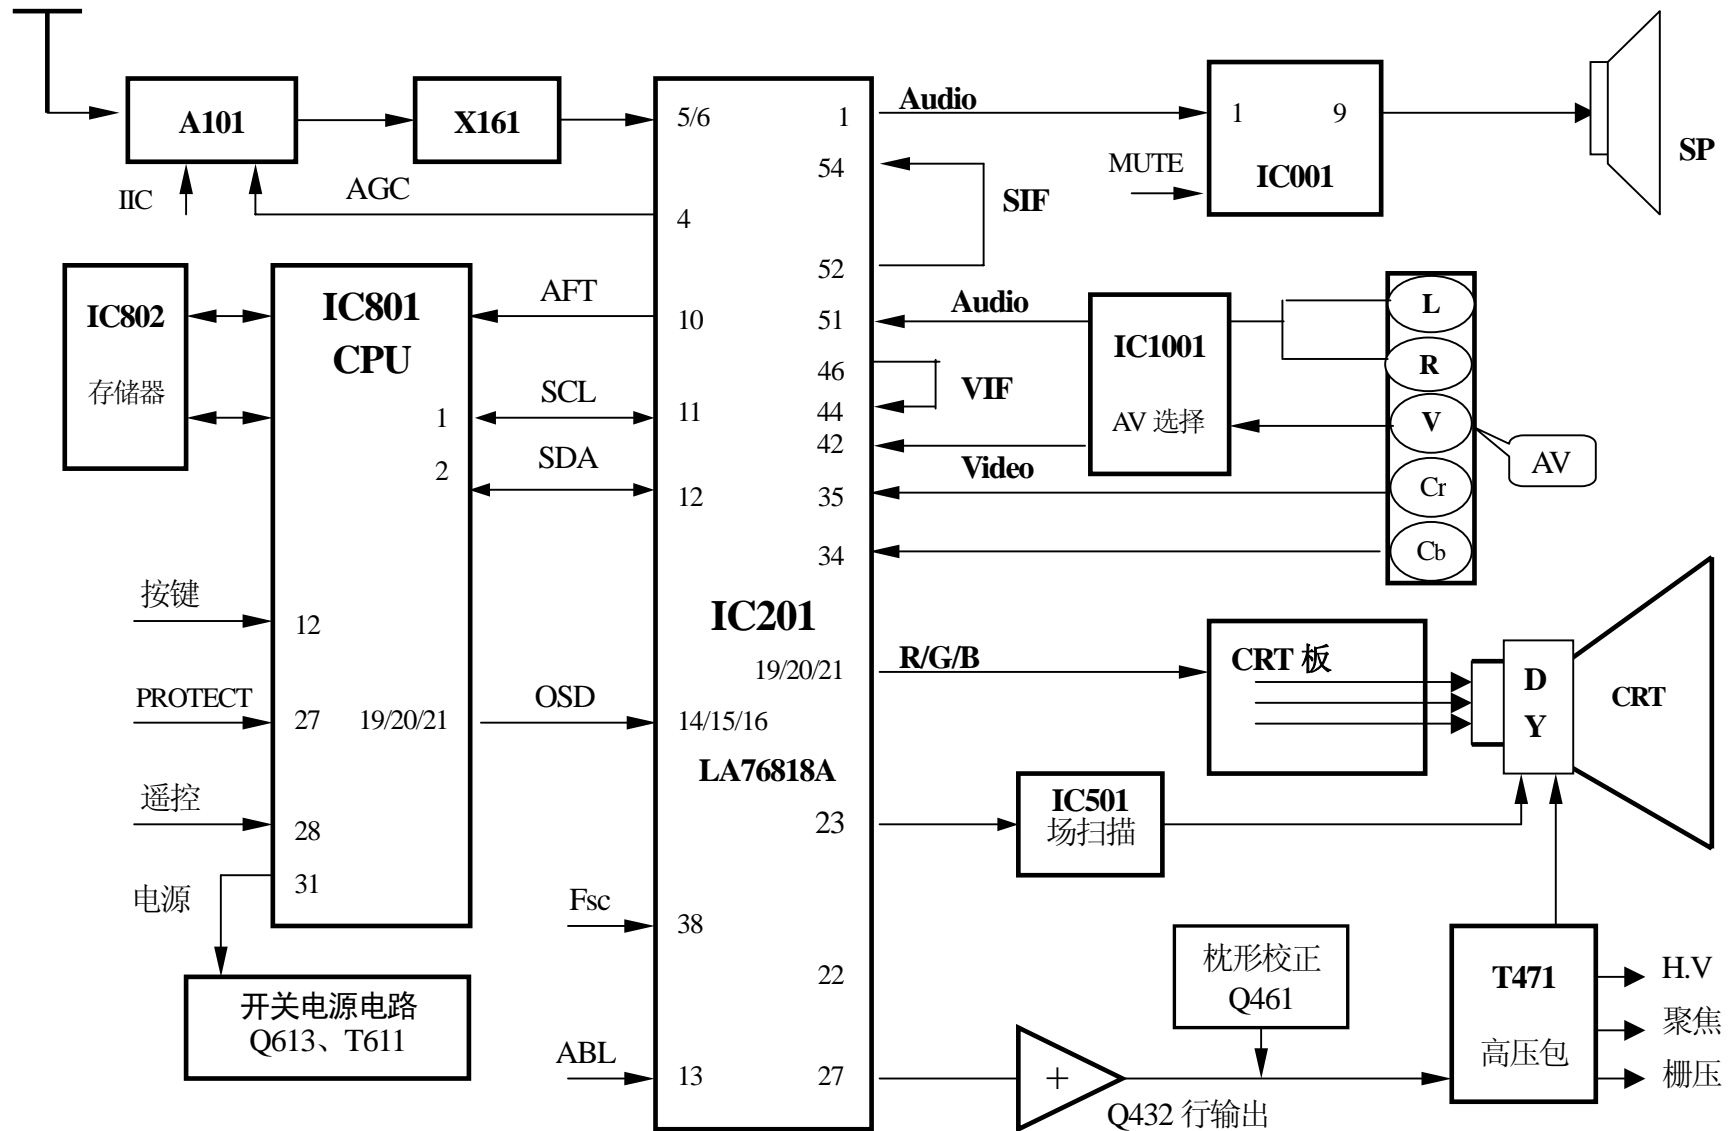 A101
X161
IIC
AGC
5/6
1
54
4
52
10
51
46
11
44
42
12
35
34
IC201
19/20/21
14/15/16
LA76818A
23
38
22
13
27
Audio
SIF
Audio
VIF
Video
R/G/B
1
9
IC001
MUTE
SP
IC802
存储器
IC801
CPU
1
2
12
27
19/20/21
28
31
AFT
SCL
SDA
OSD
按键
PROTECT
遥控
电源
开关电源电路
Q613、T611
Fsc
ABL
IC1001
AV 选择
L
R
V
Cr
Cb
AV
CRT 板
D
Y
CRT
IC501
场扫描
枕形校正
Q461
+
Q432 行输出
T471
高压包
H.V
聚焦
栅压